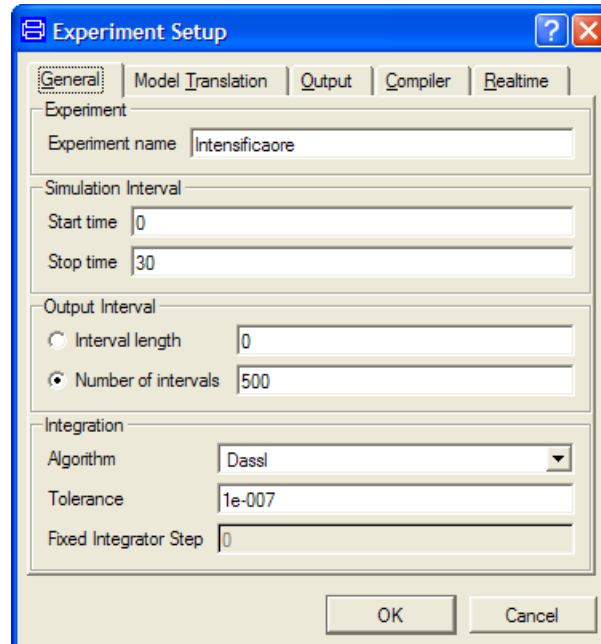 Experiment Setup
General Model Translation Output Compiler Realtime
Experiment
Experiment name Intensificaore
Simulation Interval
Start time 0
Stop time 30
Output Interval
Interval length 0
Number of intervals 500
Integration
Algorithm Dassl
Tolerance 1e-007
Fixed Integrator Step 0
OK Cancel